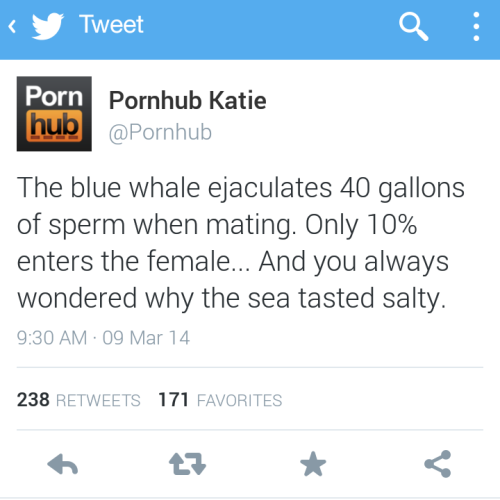 Tweet
Porn
hub
Pornhub Katie
@Pornhub
The blue whale ejaculates 40 gallons
of sperm when mating. Only 10%
enters the female... And you always
wondered why the sea tasted salty.
9:30 AM · 09 Mar 14
238 RETWEETS 171 FAVORITES